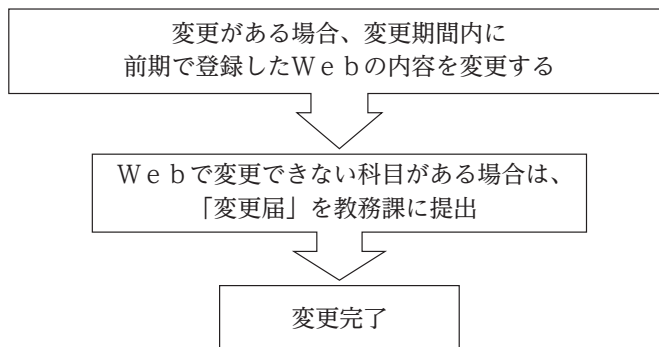 変更がある場合、変更期間内に
前期で登録したＷｅｂの内容を変更する
Ｗｅｂで変更できない科目がある場合は、
「変更届」を教務課に提出
変更完了